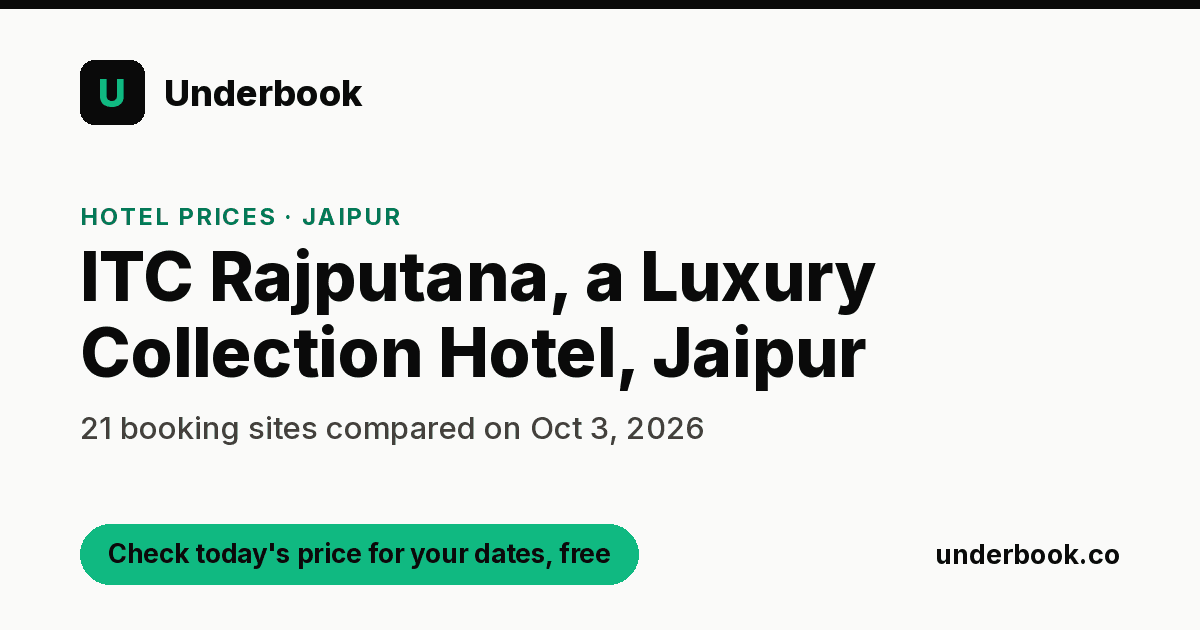 U Underbook
HOTEL PRICES · JAIPUR
ITC Rajputana, a Luxury
Collection Hotel, Jaipur
21 booking sites compared on Oct 3, 2026
Check today's price for your dates, free
underbook.co